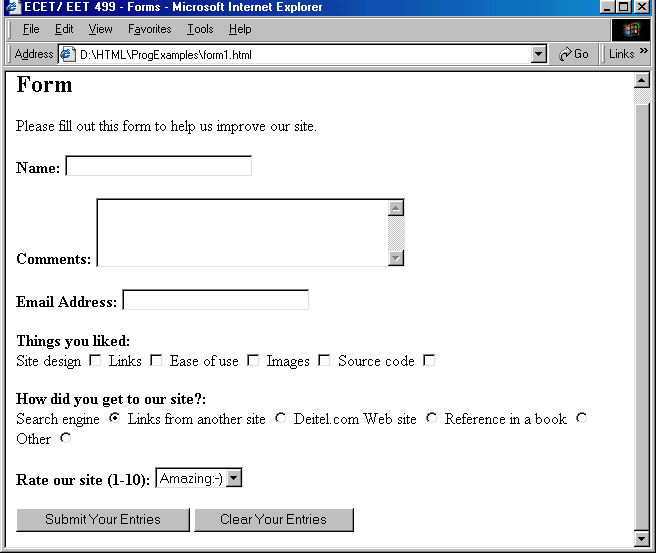 ECET/ EET 499 - Forms - Microsoft Internet Explorer
File Edit View Favorites Tools Help
Address D:\HTML\ProgExamples\form1.html Go Links »
Form
Please fill out this form to help us improve our site.
Name:
Comments:
Email Address:
Things you liked:
Site design Links Ease of use Images Source code
How did you get to our site?:
Search engine Links from another site Deitel.com Web site Reference in a book
Other
Rate our site (1-10): Amazing:-)
Submit Your Entries Clear Your Entries